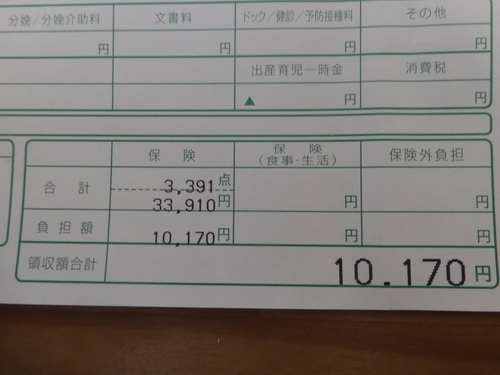 分娩／分娩介助料 文書料 ドック／健診／予防接種料 その他
円 円 円 円
出産育児一時金 消費税
▲ 円 円
保 険 保 険 保険外負担
(食事・生活)
合 計 3,391点
33,910円 円 円
負 担 額 10,170円 円 円
領収額合計 10.170円